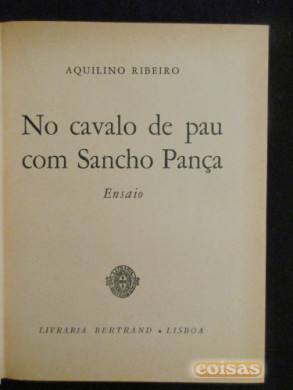 AQUILINO RIBEIRO
No cavalo de pau
com Sancho Pança
Ensaio
LIVRARIA BERTRAND • LISBOA
coisas